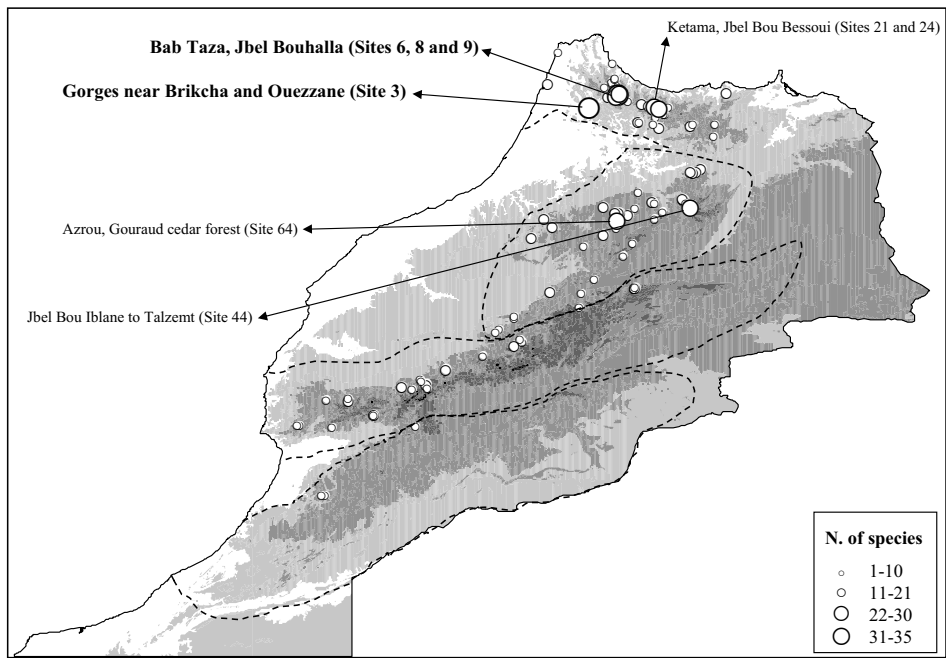 Ketama, Jbel Bou Bessoui (Sites 21 and 24)
Bab Taza, Jbel Bouhalla (Sites 6, 8 and 9)
Gorges near Brikcha and Ouezzane (Site 3)
Azrou, Gouraud cedar forest (Site 64)
Jbel Bou Iblane to Talzemt (Site 44)
N. of species
1-10
11-21
22-30
31-35